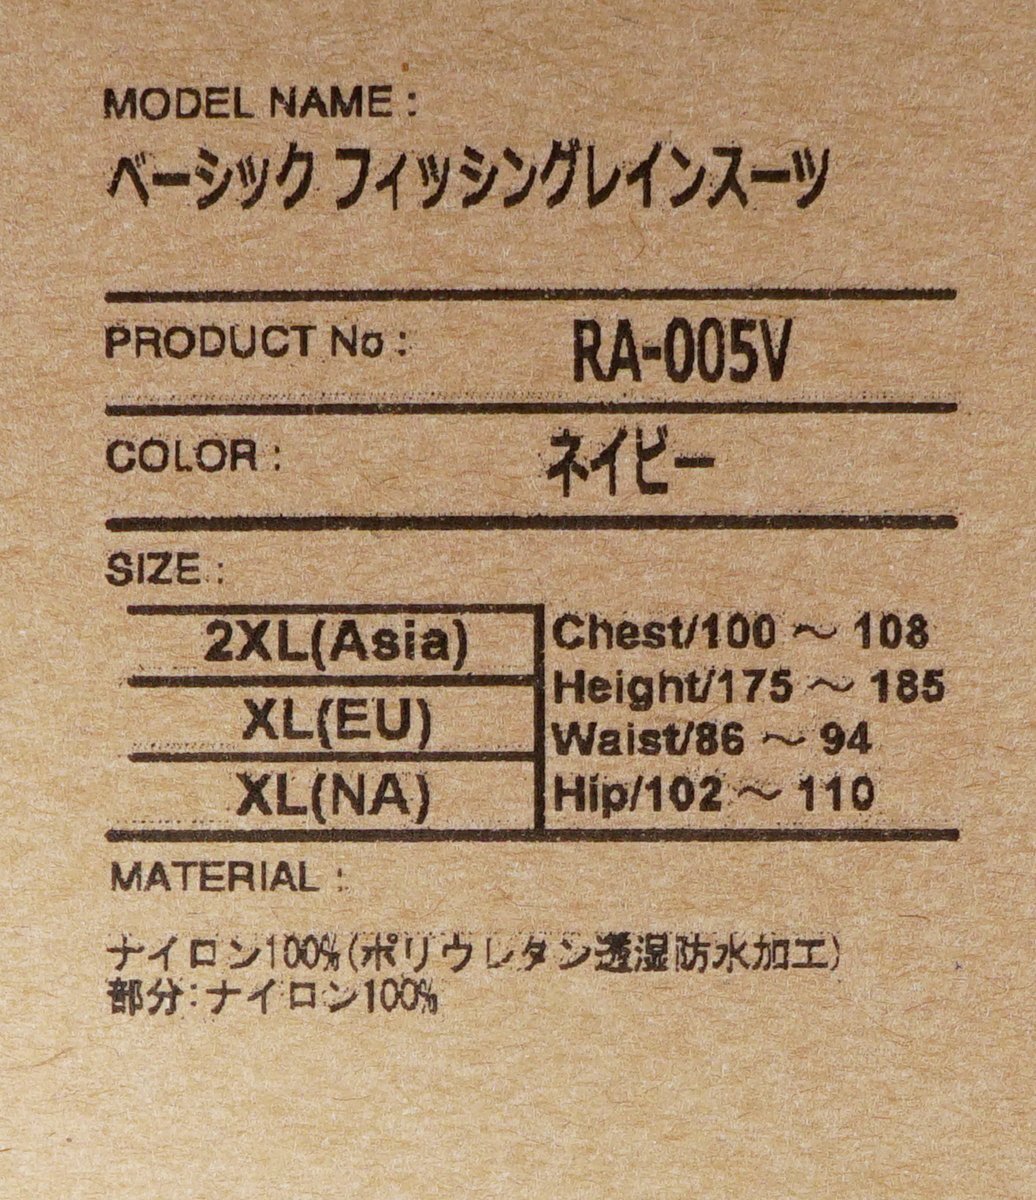 MODEL NAME :
ベーシック フィッシングレインスーツ
PRODUCT No : RA-005V
COLOR : ネイビー
SIZE :
2XL(Asia)
XL(EU)
XL(NA)
Chest/100 ～ 108
Height/175 ～ 185
Waist/86 ～ 94
Hip/102 ～ 110
MATERIAL :
ナイロン100%(ポリウレタン透湿防水加工)
部分:ナイロン100%